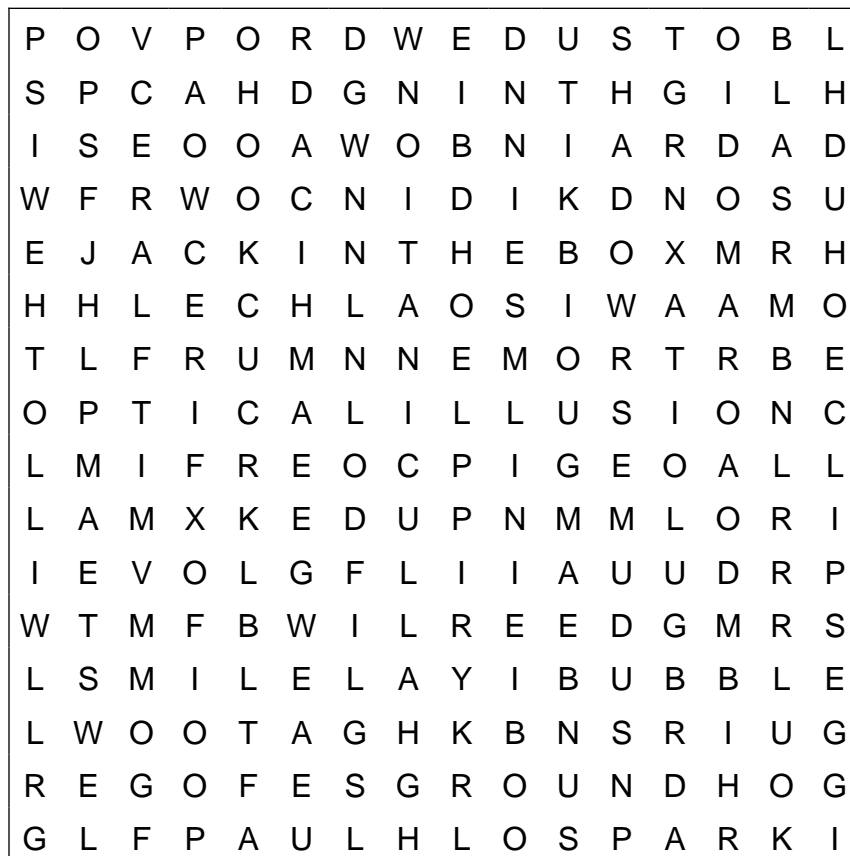 P O V P O R D W E D U S T O B L
S P C A H D G N I N T H G I L H
I S E O O A W O B N I A R D A D
W F R W O C N I D I K D N O S U
E J A C K I N T H E B O X M R H
H H L E C H L A O S I W A A M O
T L F R U M N N E M O R T R B E
O P T I C A L I L L U S I O N C
L M I F R E O C P I G E O A L L
L A M X K E D U P N M M L O R I
I E V O L G F L I I A U U D R P
W T M F B W I L R E E D G M R S
L S M I L E L A Y I B U B B L E
L W O O T A G H K B N S R I U G
R E G O F E S G R O U N D H O G
G L F P A U L H L O S P A R K I